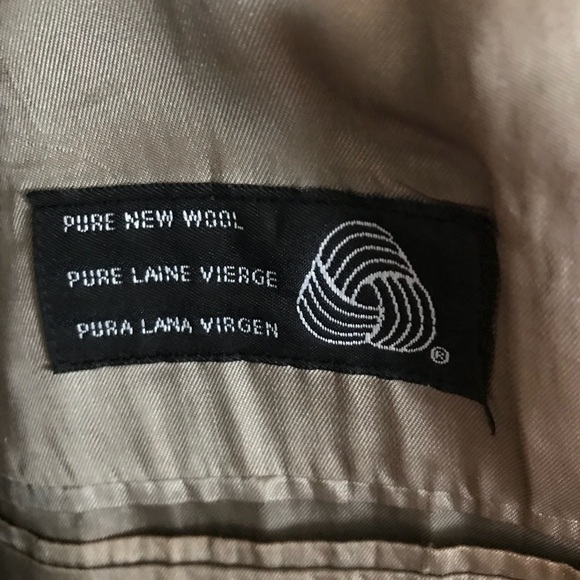 PURE NEW WOOL
PURE LAINE VIERGE
PURA LANA VIRGEN
®